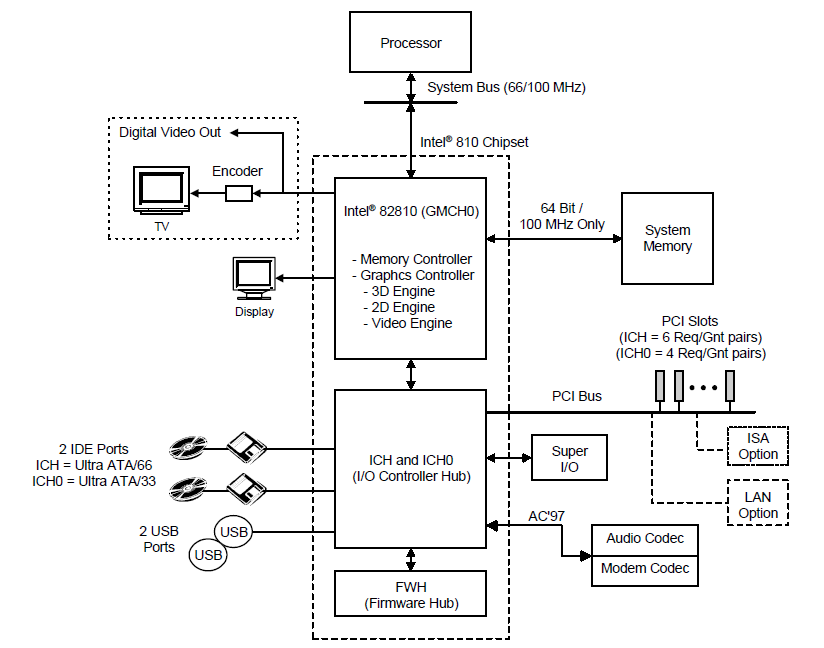 Processor
System Bus (66/100 MHz)
Intel® 810 Chipset
Digital Video Out
Encoder
TV
Display
Intel® 82810 (GMCH0)
- Memory Controller
- Graphcs Controller
- 3D Engine
- 2D Engine
- Video Engine
64 Bit /
100 MHz Only
System
Memory
PCI Slots
(ICH = 6 Req/Gnt pairs)
(ICH0 = 4 Req/Gnt pairs)
PCI Bus
ISA
Option
LAN
Option
2 IDE Ports
ICH = Ultra ATA/66
ICH0 = Ultra ATA/33
2 USB
Ports
USB
USB
ICH and ICH0
(I/O Controller Hub)
Super
I/O
AC'97
Audio Codec
Modem Codec
FWH
(Firmware Hub)